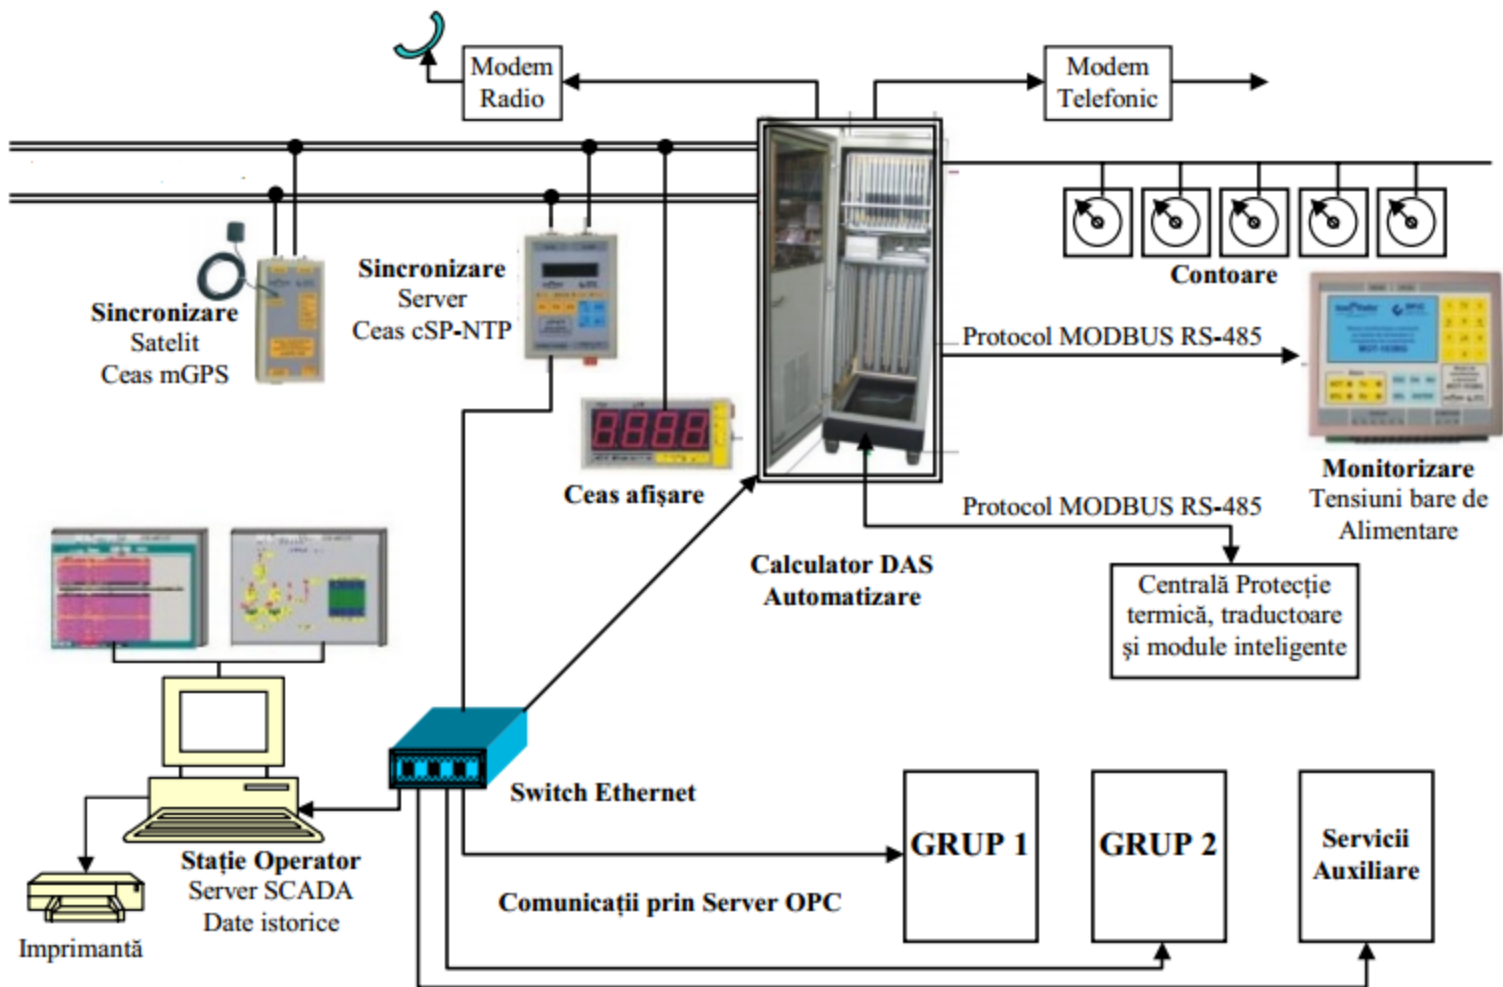 Modem
Radio
Modem
Telefonic
Sincronizare
Satelit
Ceas mGPS
Sincronizare
Server
Ceas cSP-NTP
Contoare
Protocol MODBUS RS-485
Ceas afișare
Monitorizare
Tensiuni bare de
Alimentare
Protocol MODBUS RS-485
Calculator DAS
Automatizare
Centrală Protecție
termică, traductoare
și module inteligente
Switch Ethernet
GRUP 1
GRUP 2
Servicii
Auxiliare
Stație Operator
Server SCADA
Date istorice
Comunicații prin Server OPC
Imprimantă
8888